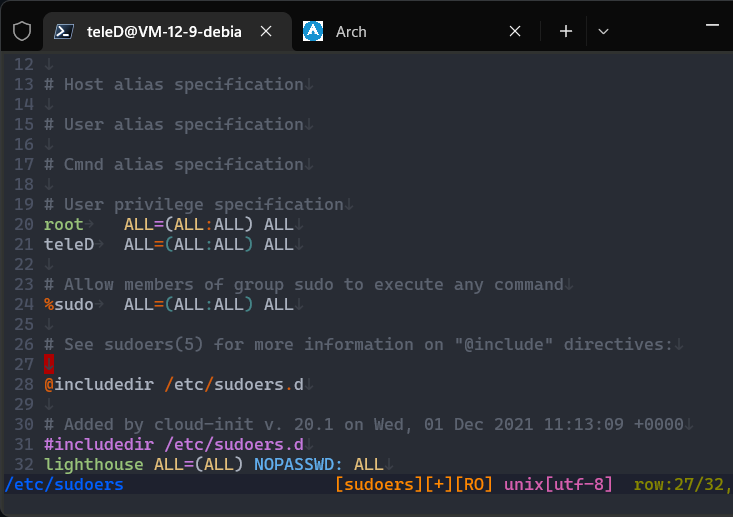 teleD@VM-12-9-debia
Arch
12 ↓
13 # Host alias specification↓
14 ↓
15 # User alias specification↓
16 ↓
17 # Cmnd alias specification↓
18 ↓
19 # User privilege specification↓
20 root→ ALL=(ALL:ALL) ALL↓
21 teleD→ ALL=(ALL:ALL) ALL↓
22 ↓
23 # Allow members of group sudo to execute any command↓
24 %sudo→ ALL=(ALL:ALL) ALL↓
25 ↓
26 # See sudoers(5) for more information on "@include" directives:↓
27 ↓
28 @includedir /etc/sudoers.d↓
29 ↓
30 # Added by cloud-init v. 20.1 on Wed, 01 Dec 2021 11:13:09 +0000↓
31 #includedir /etc/sudoers.d↓
32 lighthouse ALL=(ALL) NOPASSWD: ALL↓
/etc/sudoers [sudoers][+][RO] unix[utf-8] row:27/32,